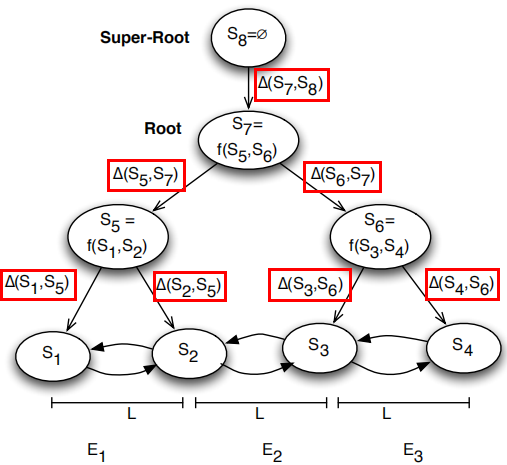 Super-Root
S8=∅
Δ(S7,S8)
Root
S7=
f(S5,S6)
Δ(S5,S7)
Δ(S6,S7)
S5 =
f(S1,S2)
S6=
f(S3,S4)
Δ(S1,S5)
Δ(S2,S5)
Δ(S3,S6)
Δ(S4,S6)
S1
S2
S3
S4
L
L
L
E1
E2
E3